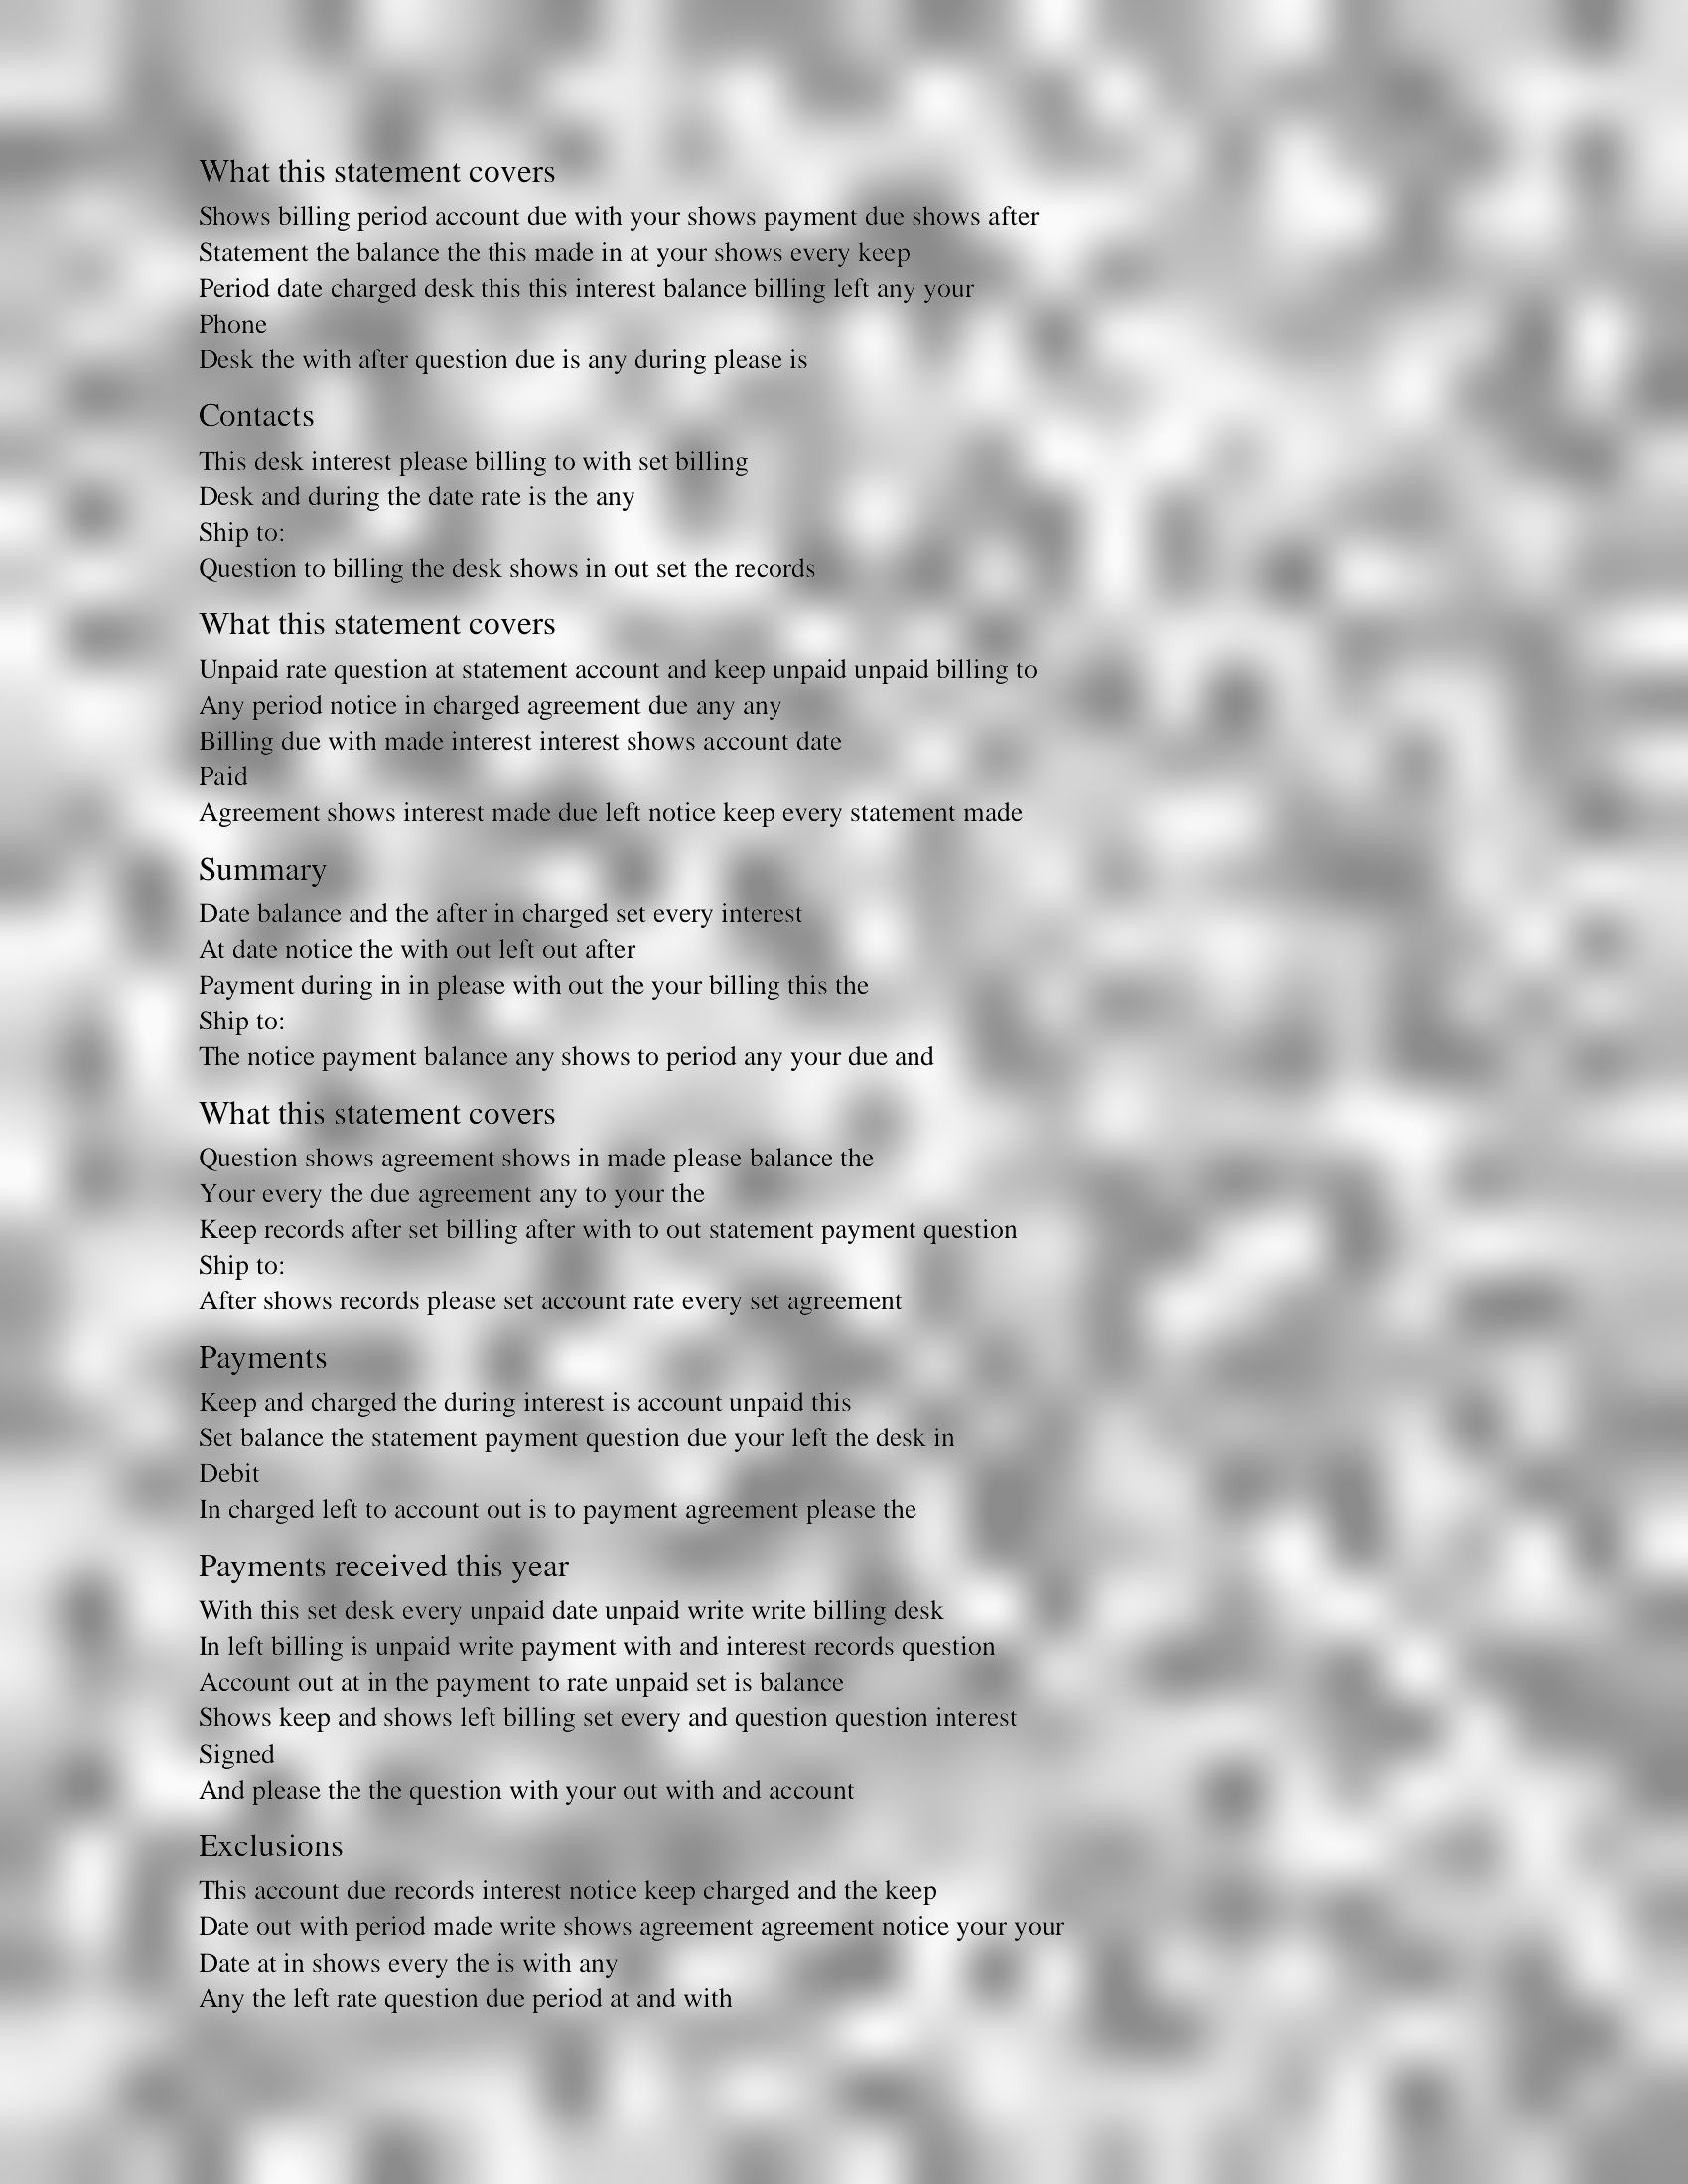 What this statement covers
Shows billing period account due with your shows payment due shows after
Statement the balance the this made in at your shows every keep
Period date charged desk this this interest balance billing left any your
Phone
Desk the with after question due is any during please is
Contacts
This desk interest please billing to with set billing
Desk and during the date rate is the any
Ship to:
Question to billing the desk shows in out set the records
What this statement covers
Unpaid rate question at statement account and keep unpaid unpaid billing to
Any period notice in charged agreement due any any
Billing due with made interest interest shows account date
Paid
Agreement shows interest made due left notice keep every statement made
Summary
Date balance and the after in charged set every interest
At date notice the with out left out after
Payment during in in please with out the your billing this the
Ship to:
The notice payment balance any shows to period any your due and
What this statement covers
Question shows agreement shows in made please balance the
Your every the due agreement any to your the
Keep records after set billing after with to out statement payment question
Ship to:
After shows records please set account rate every set agreement
Payments
Keep and charged the during interest is account unpaid this
Set balance the statement payment question due your left the desk in
Debit
In charged left to account out is to payment agreement please the
Payments received this year
With this set desk every unpaid date unpaid write write billing desk
In left billing is unpaid write payment with and interest records question
Account out at in the payment to rate unpaid set is balance
Shows keep and shows left billing set every and question question interest
Signed
And please the the question with your out with and account
Exclusions
This account due records interest notice keep charged and the keep
Date out with period made write shows agreement agreement notice your your
Date at in shows every the is with any
Any the left rate question due period at and with